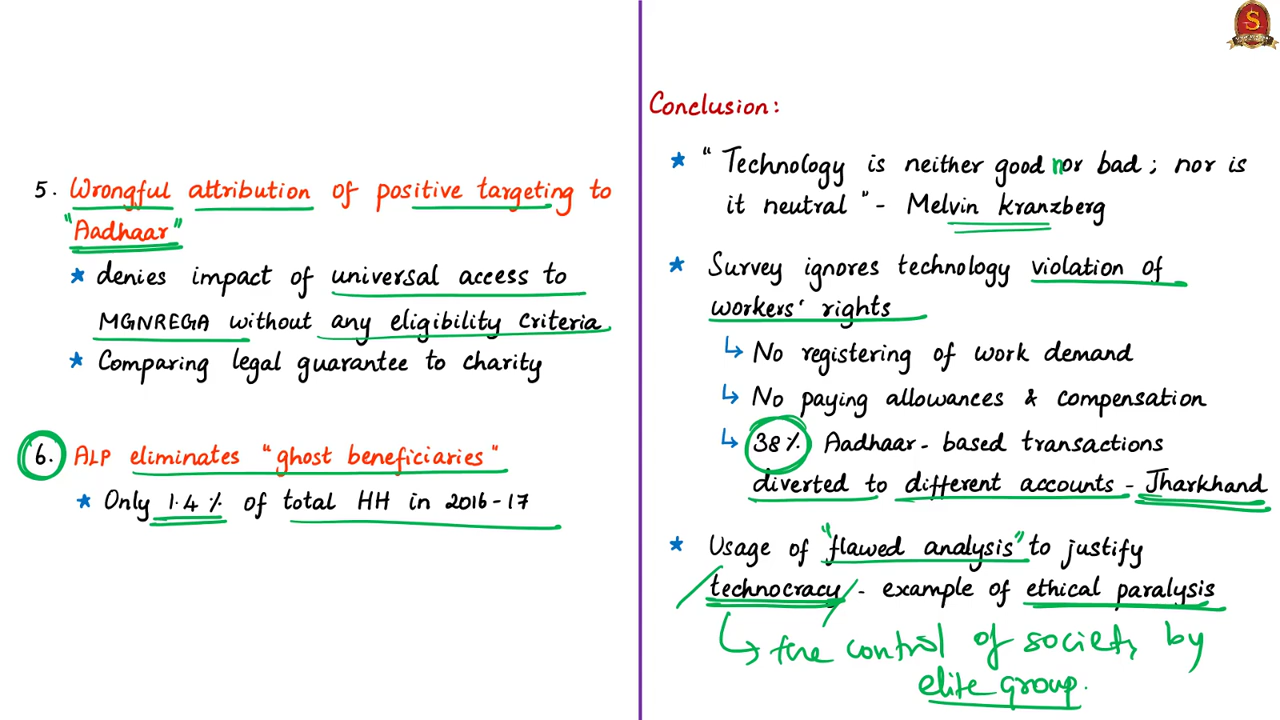 5. Wrongful attribution of positive targeting to
"Aadhaar"
* denies impact of universal access to
MGNREGA without any eligibility criteria
* Comparing legal guarantee to charity
6. ALP eliminates "ghost beneficiaries"
* Only 1.4 % of total HH in 2016-17
Conclusion:
* "Technology is neither good nor bad ; nor is
it neutral" - Melvin Kranzberg
* Survey ignores technology violation of
workers' rights
↳ No registering of work demand
↳ No paying allowances & compensation
↳ 38% Aadhaar-based transactions
diverted to different accounts - Jharkhand
* Usage of "flawed analysis" to justify
technocracy - example of ethical paralysis
↳ the control of society by
elite group.
S